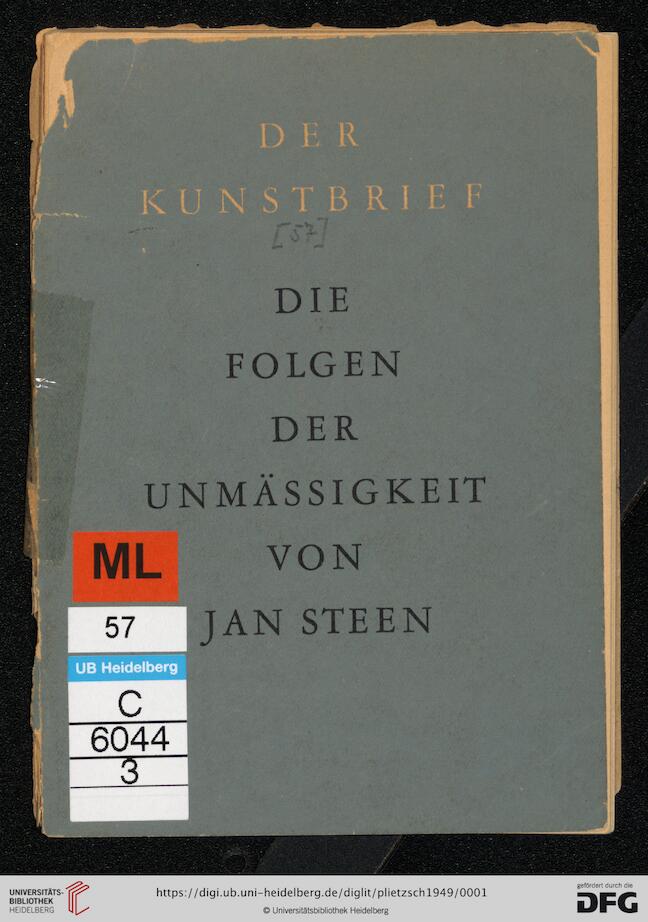 DER
KUNSTBRIEF
[57]
DIE
FOLGEN
DER
UNMÄSSIGKEIT
VON
JAN STEEN
ML
57
UB Heidelberg
C
6044
3
UNIVERSITÄTS-
BIBLIOTHEK
HEIDELBERG
https://digi.ub.uni-heidelberg.de/diglit/plietzsch1949/0001
© Universitätsbibliothek Heidelberg
gefördert durch die
DFG